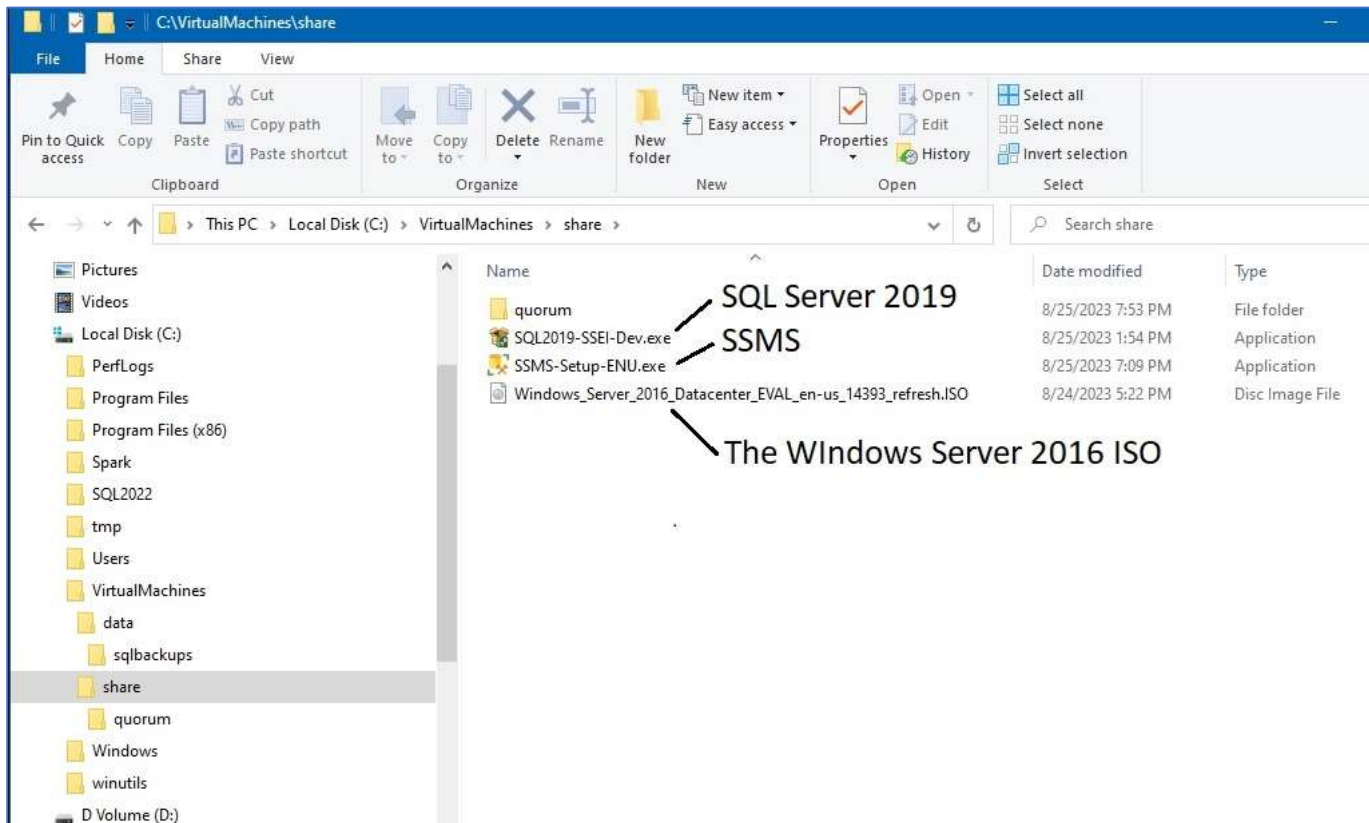 C:\VirtualMachines\share
File Home Share View
Pin to Quick access
Copy
Paste
Cut
Copy path
Paste shortcut
Clipboard
Move to
Copy to
Delete
Rename
Organize
New folder
New item
Easy access
New
Properties
Open
Edit
History
Open
Select all
Select none
Invert selection
Select
This PC > Local Disk (C:) > VirtualMachines > share >
Search share
Pictures
Videos
Local Disk (C:)
PerfLogs
Program Files
Program Files (x86)
Spark
SQL2022
tmp
Users
VirtualMachines
data
sqlbackups
share
quorum
Windows
winutils
D Volume (D:)
Name Date modified Type
quorum 8/25/2023 7:53 PM File folder
SQL2019-SSEI-Dev.exe 8/25/2023 1:54 PM Application
SSMS-Setup-ENU.exe 8/25/2023 7:09 PM Application
Windows_Server_2016_Datacenter_EVAL_en-us_14393_refresh.ISO 8/24/2023 5:22 PM Disc Image File
SQL Server 2019
SSMS
The WIndows Server 2016 ISO